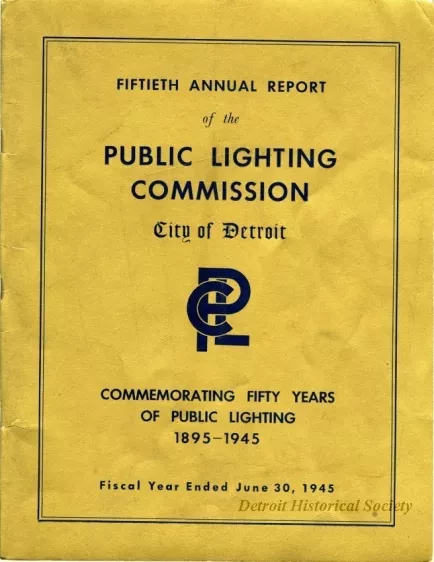 FIFTIETH ANNUAL REPORT
of the
PUBLIC LIGHTING
COMMISSION
City of Detroit
PLC
COMMEMORATING FIFTY YEARS
OF PUBLIC LIGHTING
1895–1945
Fiscal Year Ended June 30, 1945
Detroit Historical Society